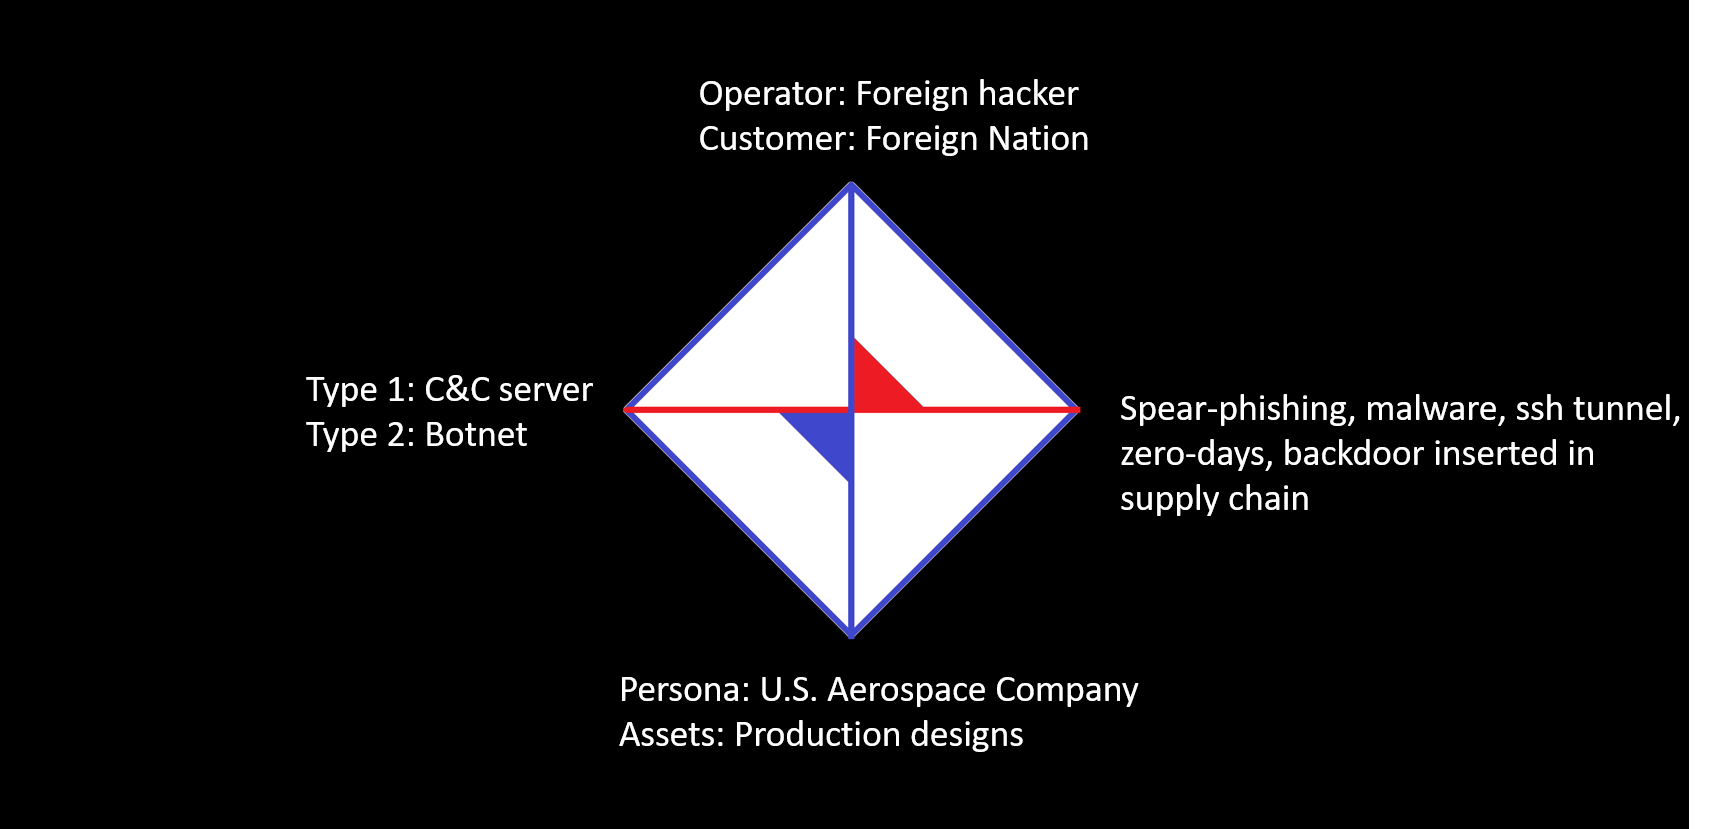 Operator: Foreign hacker
Customer: Foreign Nation
Type 1: C&C server
Type 2: Botnet
Spear-phishing, malware, ssh tunnel,
zero-days, backdoor inserted in
supply chain
Persona: U.S. Aerospace Company
Assets: Production designs